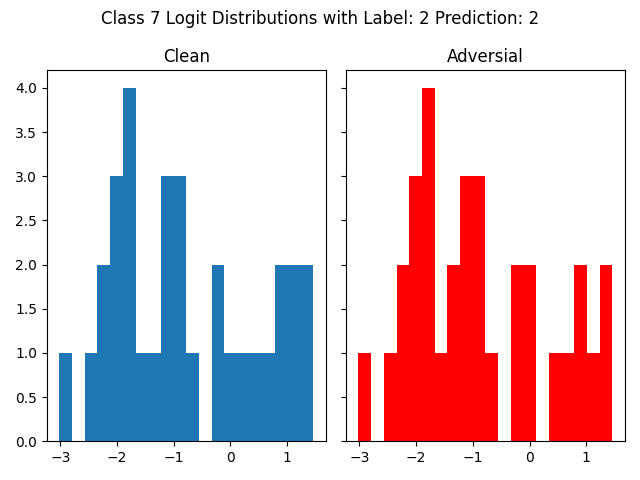 Class 7 Logit Distributions with Label: 2 Prediction: 2
Clean
Adversial
4.0
3.5
3.0
2.5
2.0
1.5
1.0
0.5
0.0
−3 −2 −1 0 1
−3 −2 −1 0 1